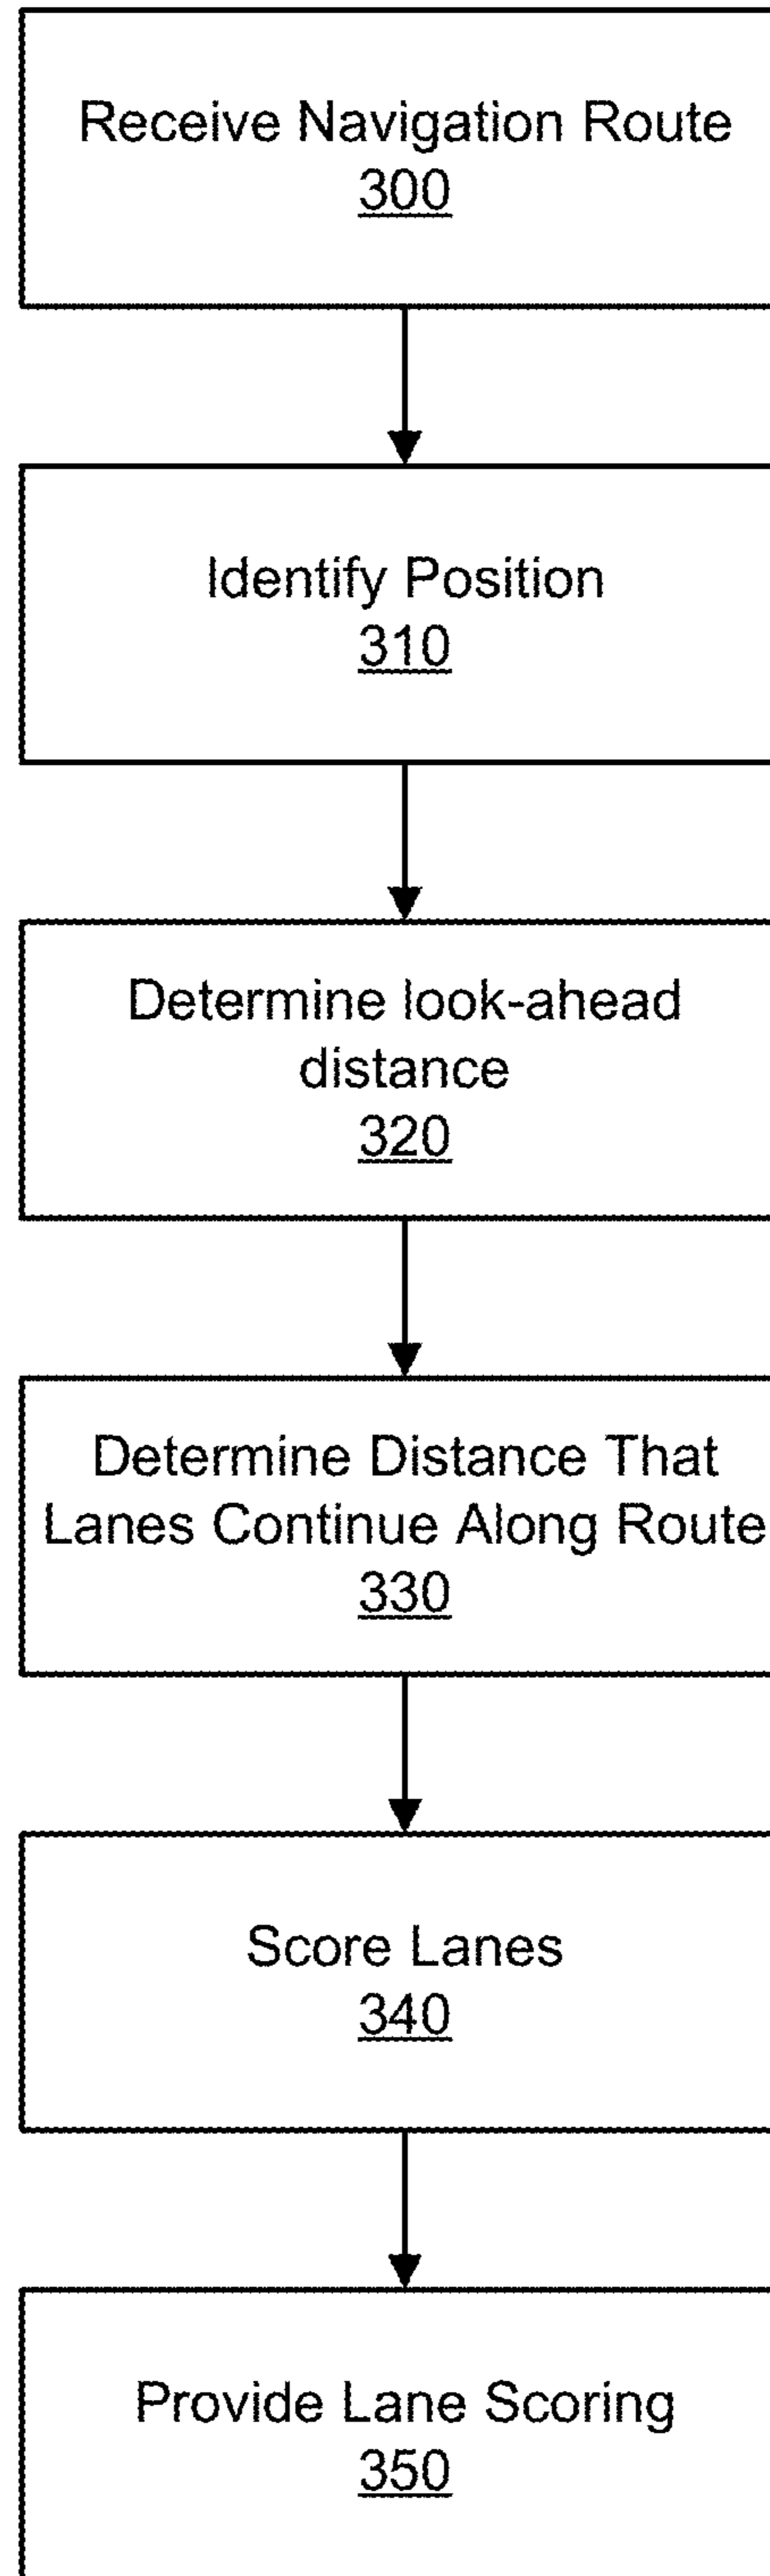 Receive Navigation Route
300
Identify Position
310
Determine look-ahead
distance
320
Determine Distance That
Lanes Continue Along Route
330
Score Lanes
340
Provide Lane Scoring
350